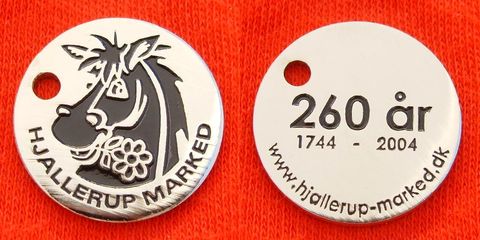 HJALLERUP MARKED
260 år
1744 - 2004
www.hjallerup-marked.dk